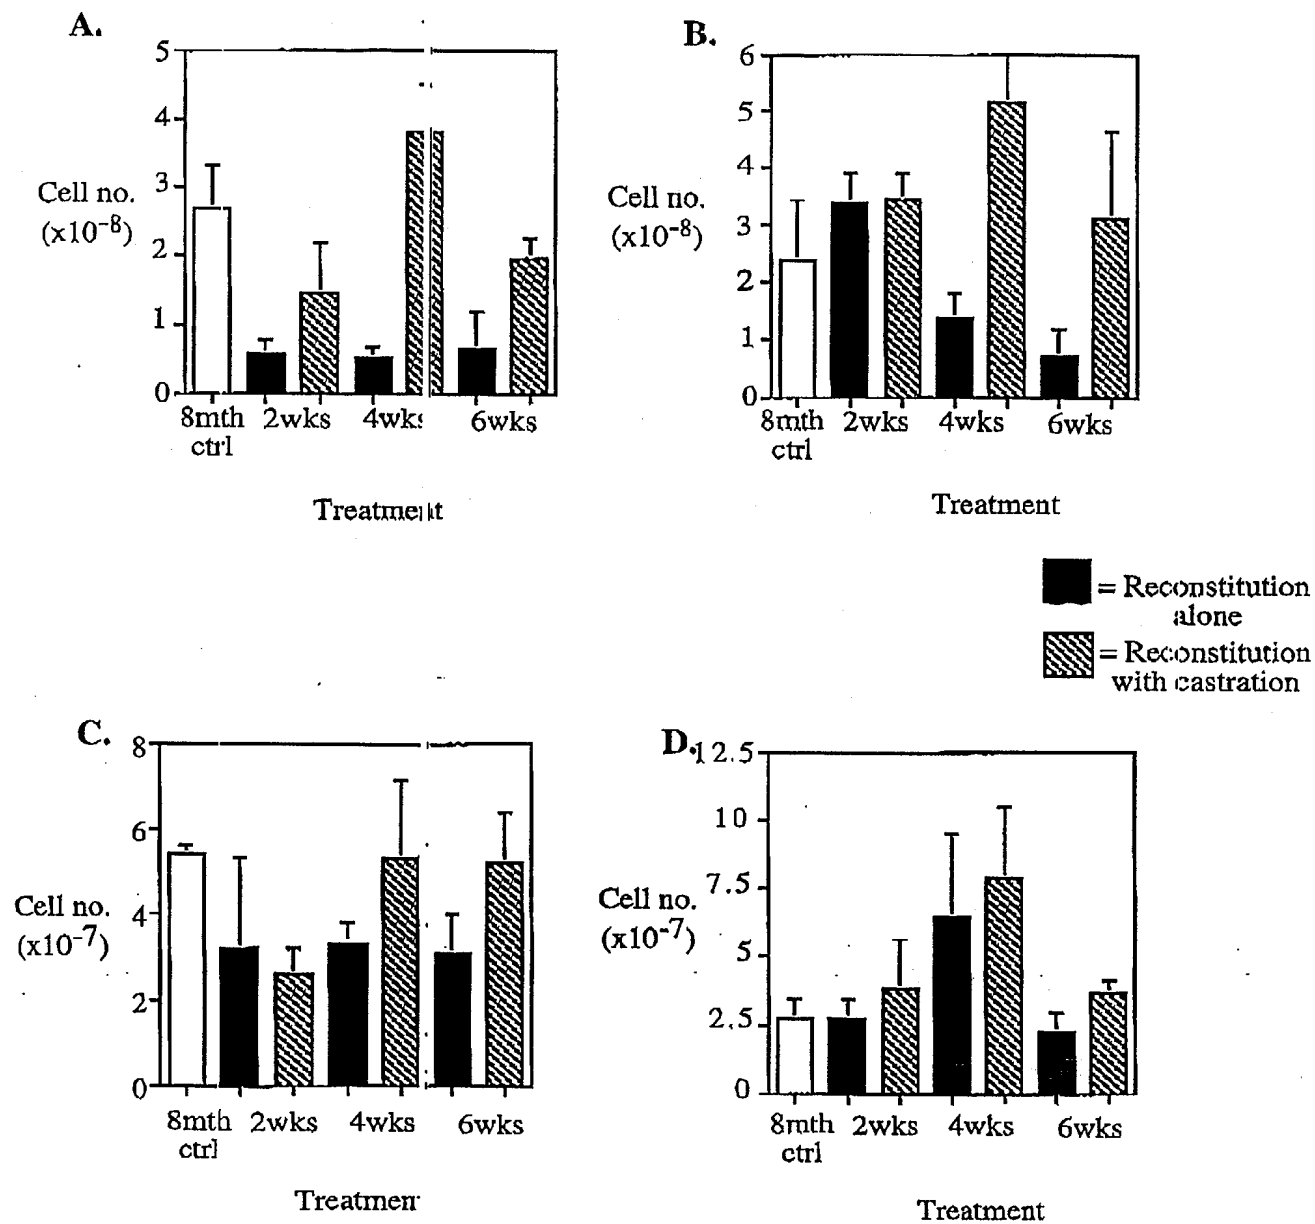 A.
5
4
3
2
1
0
Cell no.
(x10⁻⁸)
8mth 2wks 4wks 6wks
ctrl
Treatment
B.
6
5
4
3
2
1
0
Cell no.
(x10⁻⁸)
8mth 2wks 4wks 6wks
ctrl
Treatment
= Reconstitution
alone
= Reconstitution
with castration
C.
8
6
4
2
0
Cell no.
(x10⁻⁷)
8mth 2wks 4wks 6wks
ctrl
Treatment
D.
12.5
10
7.5
5
2.5
0
Cell no.
(x10⁻⁷)
8mth 2wks 4wks 6wks
ctrl
Treatment